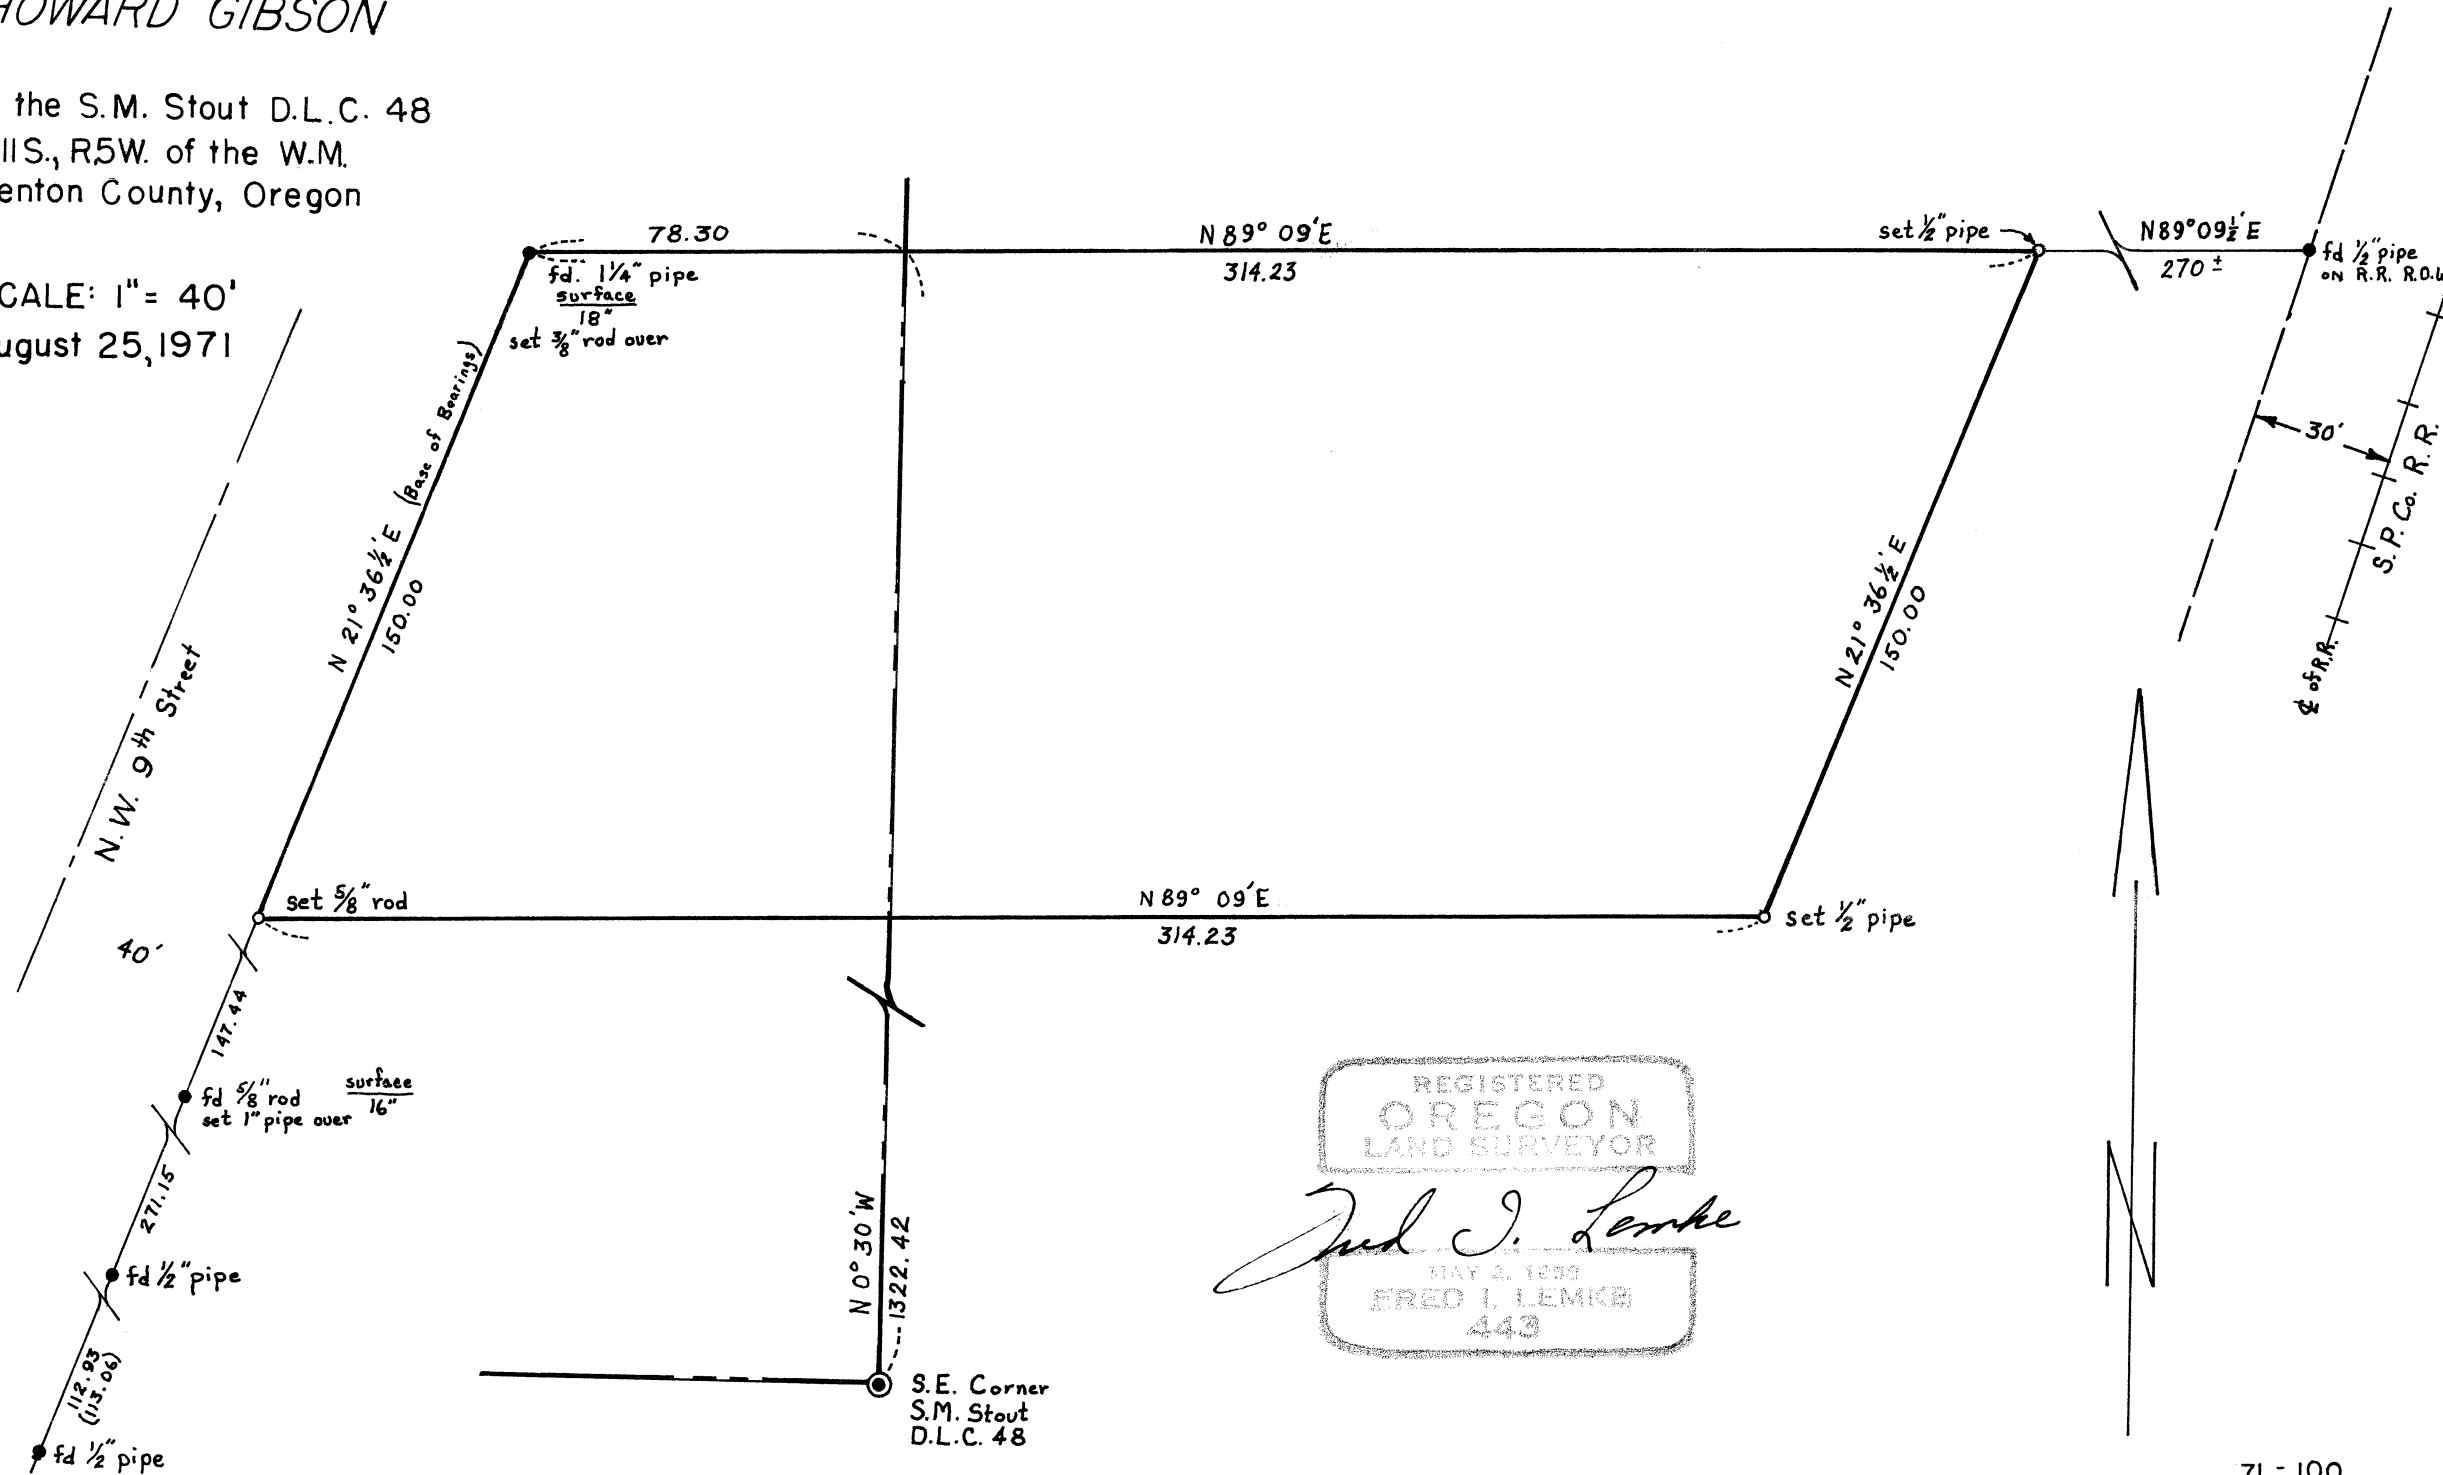 HOWARD GIBSON
the S.M. Stout D.L.C. 48
11S., R5W. of the W.M.
enton County, Oregon
CALE: 1" = 40'
ugust 25, 1971
78.30
N 89° 09' E
314.23
set ½" pipe
N 89° 09½' E
270 ±
fd ½" pipe
ON R.R. R.O.W
fd. 1¼" pipe
surface
18"
set ⅜" rod over
(Base of Bearings)
N 21° 36½' E
150.00
N 21° 36½' E
150.00
30'
S.P. Co. R.R.
℄ of R.R.
N.W. 9th Street
40'
set ⅝" rod
N 89° 09' E
314.23
set ½" pipe
147.44
fd ⅝" rod
set 1" pipe over
surface
16"
271.15
fd ½" pipe
112.93
(113.06)
fd ½" pipe
N 0° 30' W
1322.42
S.E. Corner
S.M. Stout
D.L.C. 48
REGISTERED
OREGON
LAND SURVEYOR
Fred I. Lemke
MAY 2, 1959
FRED I. LEMKE
443
N
71-100